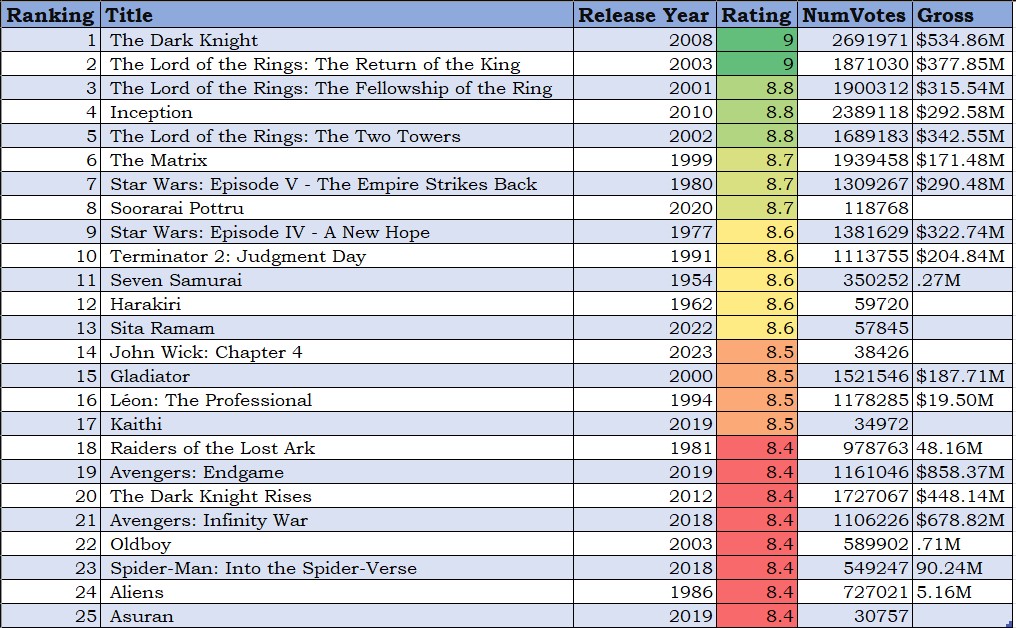 Ranking Title Release Year Rating NumVotes Gross
1 The Dark Knight 2008 9 2691971 $534.86M
2 The Lord of the Rings: The Return of the King 2003 9 1871030 $377.85M
3 The Lord of the Rings: The Fellowship of the Ring 2001 8.8 1900312 $315.54M
4 Inception 2010 8.8 2389118 $292.58M
5 The Lord of the Rings: The Two Towers 2002 8.8 1689183 $342.55M
6 The Matrix 1999 8.7 1939458 $171.48M
7 Star Wars: Episode V - The Empire Strikes Back 1980 8.7 1309267 $290.48M
8 Soorarai Pottru 2020 8.7 118768
9 Star Wars: Episode IV - A New Hope 1977 8.6 1381629 $322.74M
10 Terminator 2: Judgment Day 1991 8.6 1113755 $204.84M
11 Seven Samurai 1954 8.6 350252 .27M
12 Harakiri 1962 8.6 59720
13 Sita Ramam 2022 8.6 57845
14 John Wick: Chapter 4 2023 8.5 38426
15 Gladiator 2000 8.5 1521546 $187.71M
16 Léon: The Professional 1994 8.5 1178285 $19.50M
17 Kaithi 2019 8.5 34972
18 Raiders of the Lost Ark 1981 8.4 978763 48.16M
19 Avengers: Endgame 2019 8.4 1161046 $858.37M
20 The Dark Knight Rises 2012 8.4 1727067 $448.14M
21 Avengers: Infinity War 2018 8.4 1106226 $678.82M
22 Oldboy 2003 8.4 589902 .71M
23 Spider-Man: Into the Spider-Verse 2018 8.4 549247 90.24M
24 Aliens 1986 8.4 727021 5.16M
25 Asuran 2019 8.4 30757